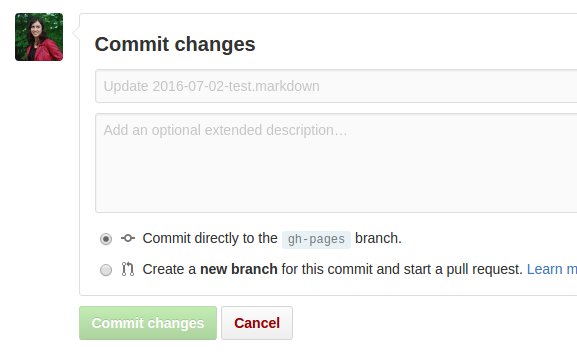 Commit changes
Update 2016-07-02-test.markdown
Add an optional extended description…
Commit directly to the gh-pages branch.
Create a new branch for this commit and start a pull request. Learn m
Commit changes Cancel